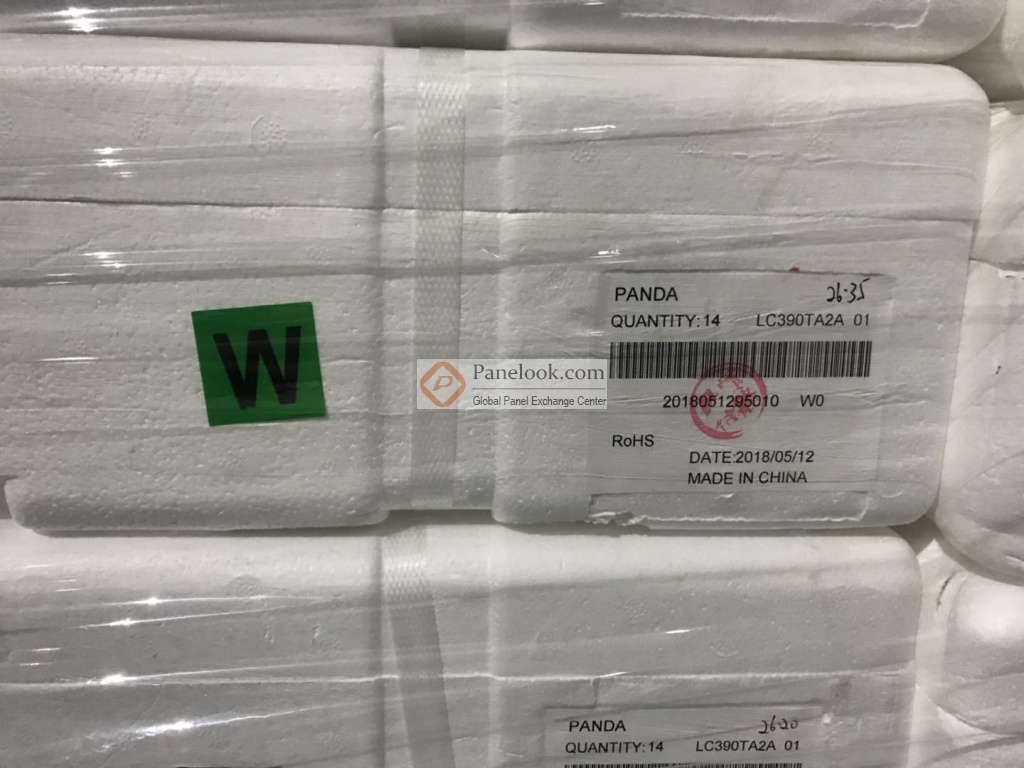 W
Panelook.com
Global Panel Exchange Center
PANDA 26-35
QUANTITY: 14 LC390TA2A 01
2018051295010 W0
RoHS
DATE:2018/05/12
MADE IN CHINA
PANDA 26-20
QUANTITY: 14 LC390TA2A 01